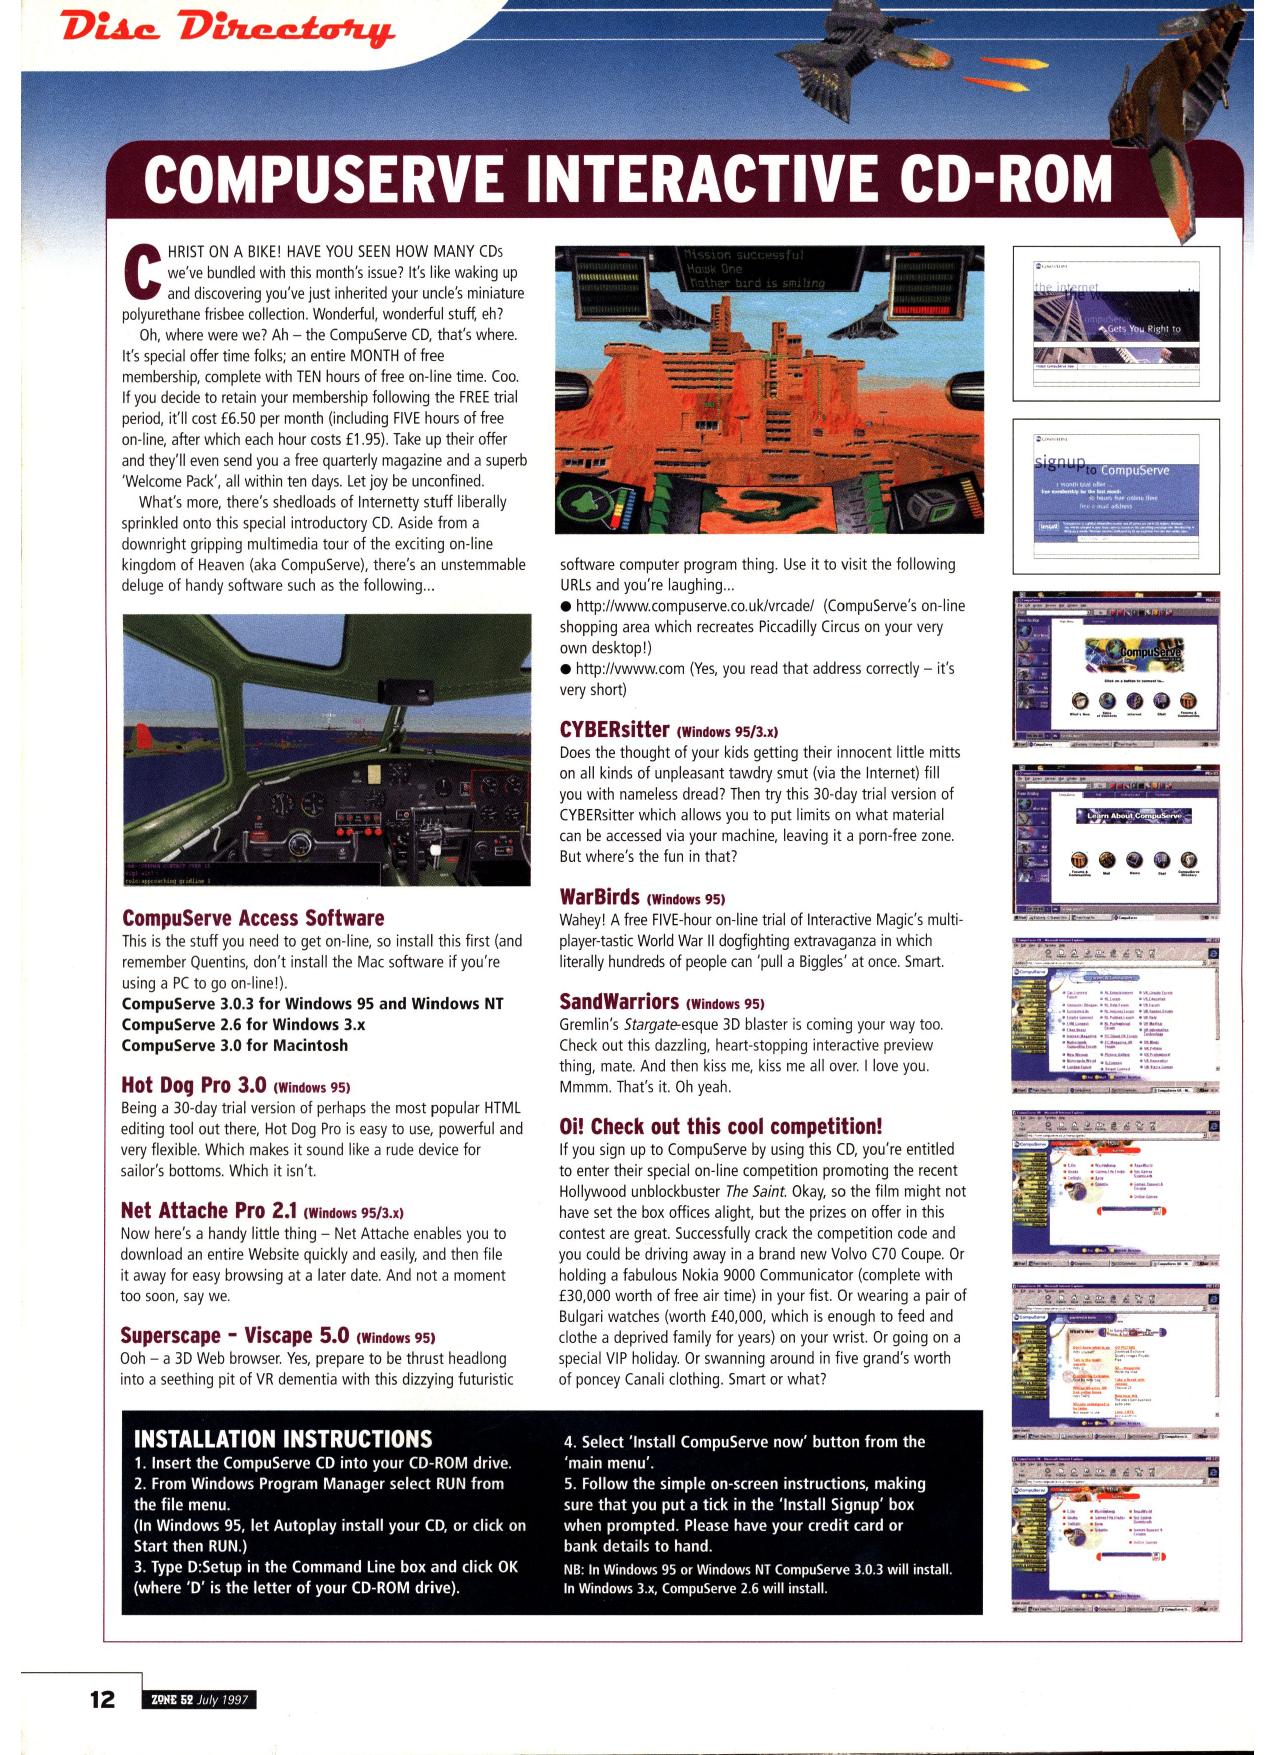 Disc Directory
COMPUSERVE INTERACTIVE CD-ROM
CHRIST ON A BIKE! HAVE YOU SEEN HOW MANY CDs
we've bundled with this month's issue? It's like waking up
and discovering you've just inherited your uncle's miniature
polyurethane frisbee collection. Wonderful, wonderful stuff, eh?
Oh, where were we? Ah – the CompuServe CD, that's where.
It's special offer time folks; an entire MONTH of free
membership, complete with TEN hours of free on-line time. Coo.
If you decide to retain your membership following the FREE trial
period, it'll cost £6.50 per month (including FIVE hours of free
on-line, after which each hour costs £1.95). Take up their offer
and they'll even send you a free quarterly magazine and a superb
'Welcome Pack', all within ten days. Let joy be unconfined.
What's more, there's shedloads of Internetty stuff liberally
sprinkled onto this special introductory CD. Aside from a
downright gripping multimedia tour of the exciting on-line
kingdom of Heaven (aka CompuServe), there's an unstemmable
deluge of handy software such as the following...
CompuServe Access Software
This is the stuff you need to get on-line, so install this first (and
remember Quentins, don't install the Mac software if you're
using a PC to go on-line!).
CompuServe 3.0.3 for Windows 95 and Windows NT
CompuServe 2.6 for Windows 3.x
CompuServe 3.0 for Macintosh
Hot Dog Pro 3.0 (Windows 95)
Being a 30-day trial version of perhaps the most popular HTML
editing tool out there, Hot Dog Pro is easy to use, powerful and
very flexible. Which makes it sound like a rude device for
sailor's bottoms. Which it isn't.
Net Attache Pro 2.1 (Windows 95/3.x)
Now here's a handy little thing – Net Attache enables you to
download an entire Website quickly and easily, and then file
it away for easy browsing at a later date. And not a moment
too soon, say we.
Superscape - Viscape 5.0 (Windows 95)
Ooh – a 3D Web browser. Yes, prepare to be thrust headlong
into a seething pit of VR dementia with this dizzying futuristic
Mission successful
Hawk One
Mother bird is smiling
software computer program thing. Use it to visit the following
URLs and you're laughing...
● http://www.compuserve.co.uk/vrcade/ (CompuServe's on-line
shopping area which recreates Piccadilly Circus on your very
own desktop!)
● http://vwww.com (Yes, you read that address correctly – it's
very short)
CYBERsitter (Windows 95/3.x)
Does the thought of your kids getting their innocent little mitts
on all kinds of unpleasant tawdry smut (via the Internet) fill
you with nameless dread? Then try this 30-day trial version of
CYBERsitter which allows you to put limits on what material
can be accessed via your machine, leaving it a porn-free zone.
But where's the fun in that?
WarBirds (Windows 95)
Wahey! A free FIVE-hour on-line trial of Interactive Magic's multi-
player-tastic World War II dogfighting extravaganza in which
literally hundreds of people can 'pull a Biggles' at once. Smart.
SandWarriors (Windows 95)
Gremlin's Stargate-esque 3D blaster is coming your way too.
Check out this dazzling, heart-stopping interactive preview
thing, mate. And then kiss me, kiss me all over. I love you.
Mmmm. That's it. Oh yeah.
Oi! Check out this cool competition!
If you sign up to CompuServe by using this CD, you're entitled
to enter their special on-line competition promoting the recent
Hollywood unblockbuster The Saint. Okay, so the film might not
have set the box offices alight, but the prizes on offer in this
contest are great. Successfully crack the competition code and
you could be driving away in a brand new Volvo C70 Coupe. Or
holding a fabulous Nokia 9000 Communicator (complete with
£30,000 worth of free air time) in your fist. Or wearing a pair of
Bulgari watches (worth £40,000, which is enough to feed and
clothe a deprived family for years) on your wrist. Or going on a
special VIP holiday. Or swanning around in five grand's worth
of poncey Canali clothing. Smart or what?
the internet
CompuServe
Gets You Right to
signup to CompuServe
1 month trial offer
free membership for the first month
10 hours free online time
free e-mail address
CompuServe
Click on a button to connect to...
What's New
Internet
Chat
Forums & Communities
Learn About CompuServe
Forums & Communities
Mail
Chat
CompuServe Directory
INSTALLATION INSTRUCTIONS
1. Insert the CompuServe CD into your CD-ROM drive.
2. From Windows Program Manager select RUN from
the file menu.
(In Windows 95, let Autoplay install your CD, or click on
Start then RUN.)
3. Type D:Setup in the Command Line box and click OK
(where 'D' is the letter of your CD-ROM drive).
4. Select 'Install CompuServe now' button from the
'main menu'.
5. Follow the simple on-screen instructions, making
sure that you put a tick in the 'Install Signup' box
when prompted. Please have your credit card or
bank details to hand.
NB: In Windows 95 or Windows NT CompuServe 3.0.3 will install.
In Windows 3.x, CompuServe 2.6 will install.
12
ZONE 52 July 1997